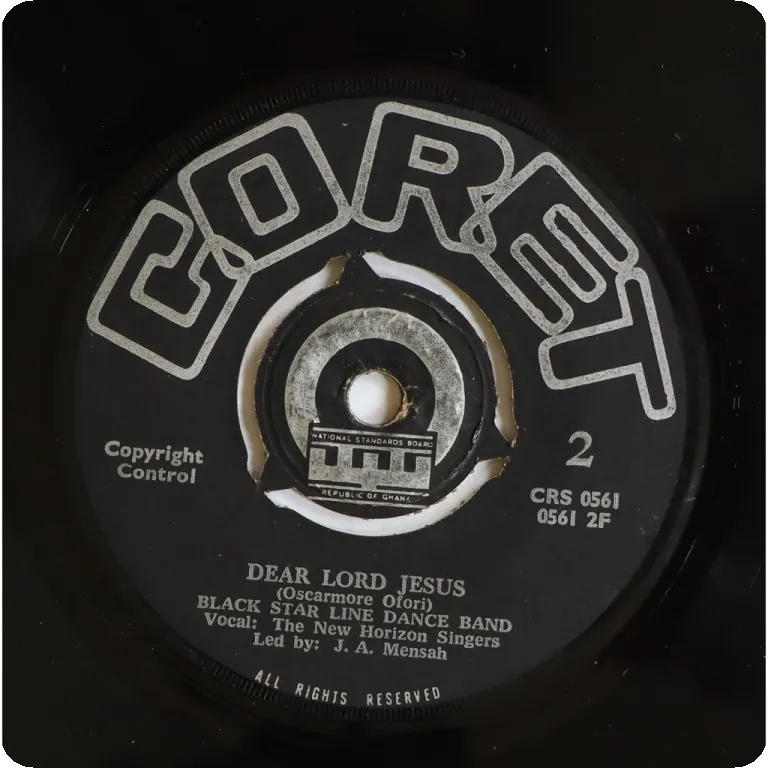 CORET
NATIONAL STANDARDS BOARD
REPUBLIC OF GHANA
Copyright
Control
2
CRS 0561
0561 2F
DEAR LORD JESUS
(Oscarmore Ofori)
BLACK STAR LINE DANCE BAND
Vocal: The New Horizon Singers
Led by: J. A. Mensah
ALL RIGHTS RESERVED